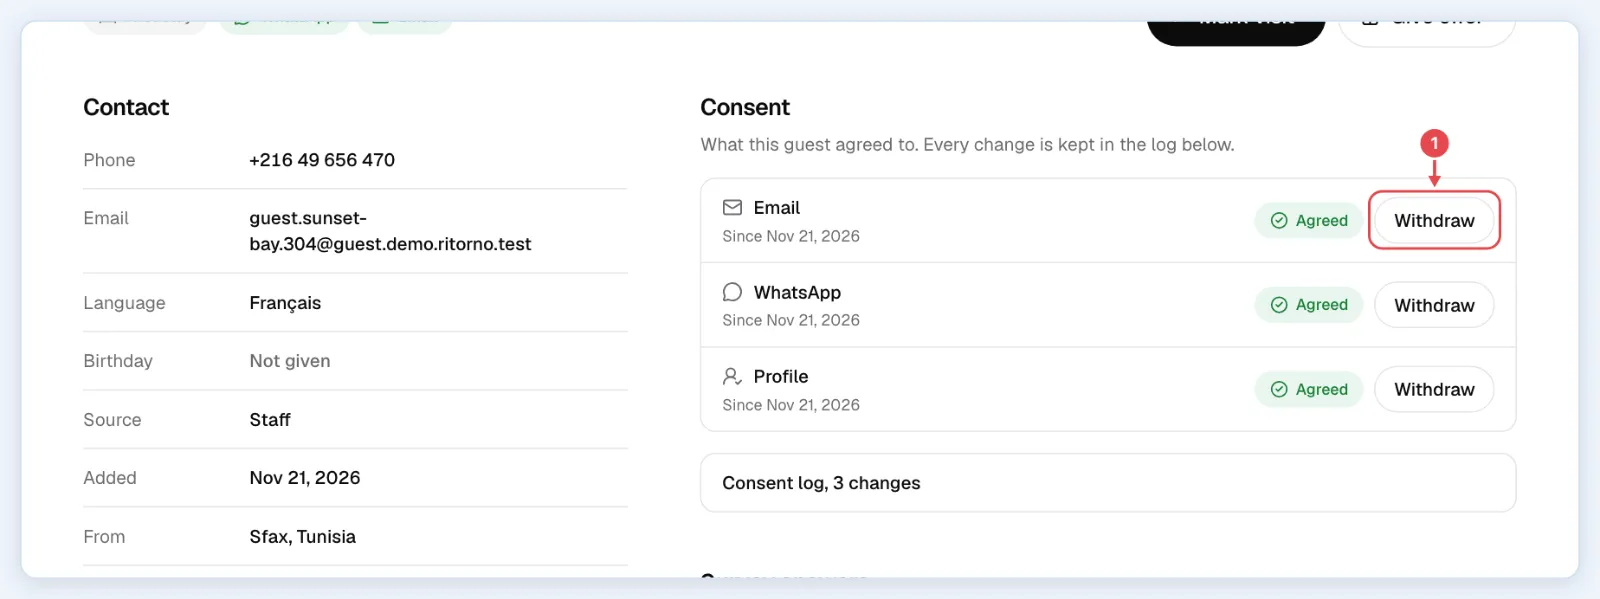 Contact
Phone
+216 49 656 470
Email
guest.sunset-
bay.304@guest.demo.ritorno.test
Language
Français
Birthday
Not given
Source
Staff
Added
Nov 21, 2026
From
Sfax, Tunisia
Consent
What this guest agreed to. Every change is kept in the log below.
1
Email
Since Nov 21, 2026
Agreed
Withdraw
WhatsApp
Since Nov 21, 2026
Agreed
Withdraw
Profile
Since Nov 21, 2026
Agreed
Withdraw
Consent log, 3 changes